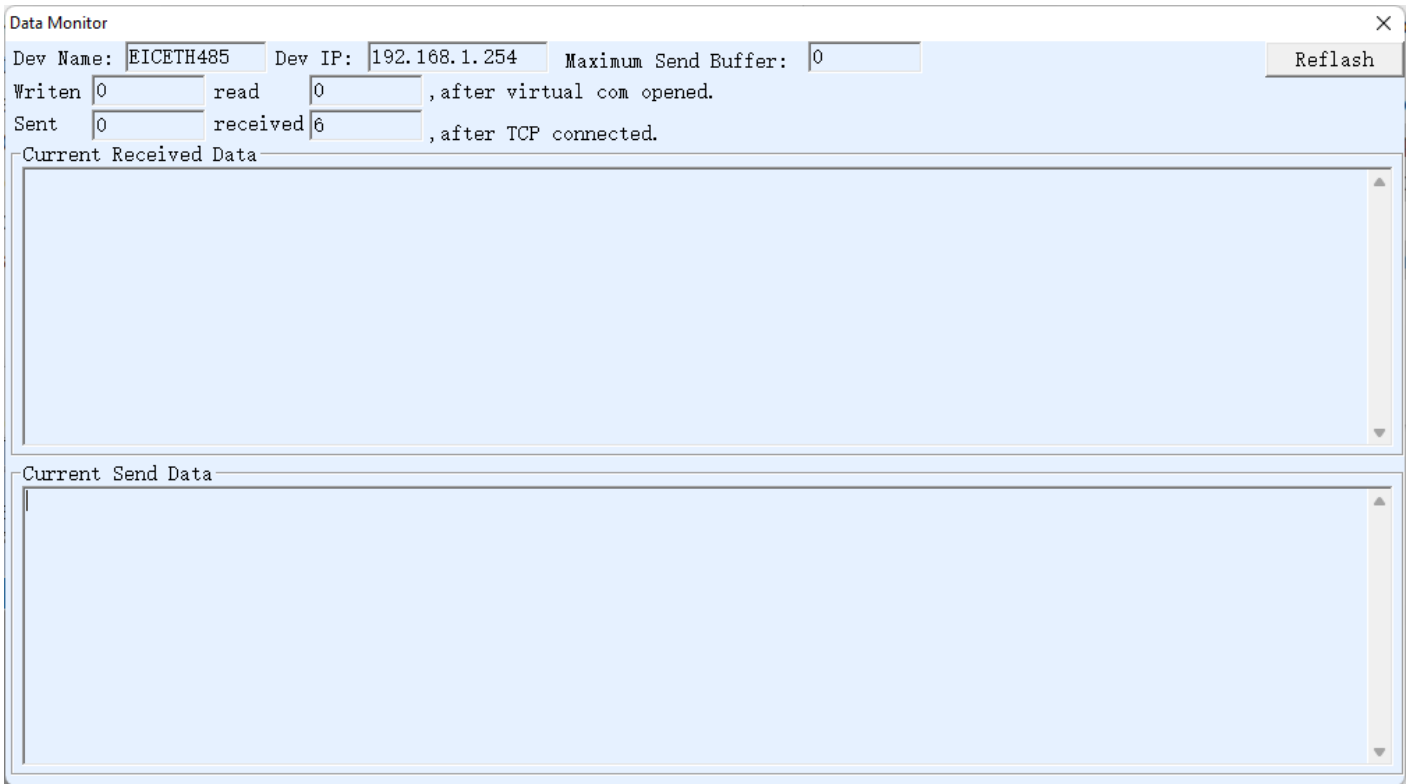 Data Monitor
Dev Name: EICETH485 Dev IP: 192.168.1.254 Maximum Send Buffer: 0 Reflash
Writen 0 read 0 ,after virtual com opened.
Sent 0 received 6 ,after TCP connected.
Current Received Data
Current Send Data